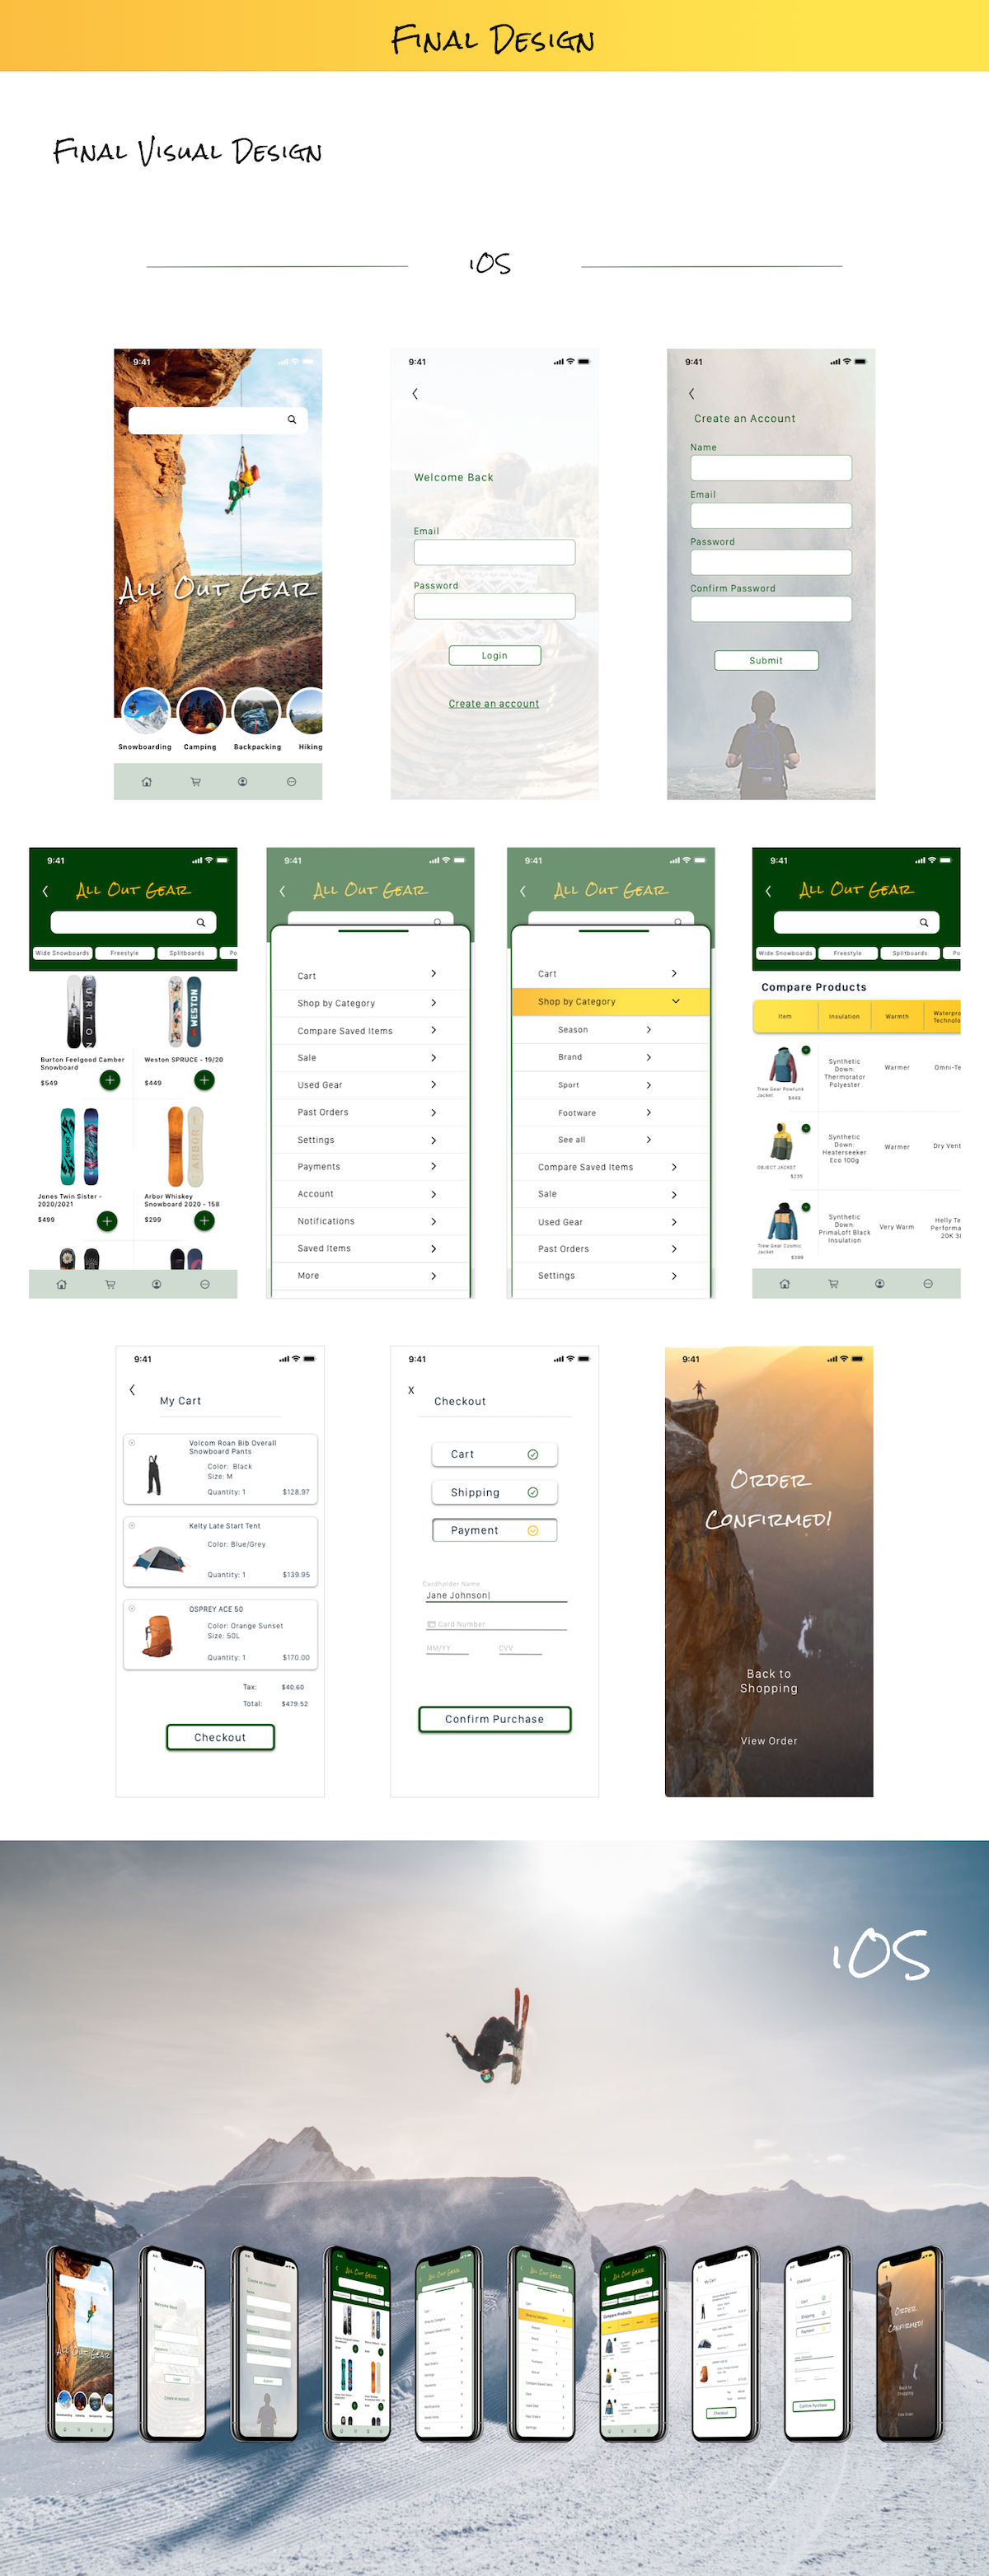 Final Design
Final Visual Design
iOS
9:41
All Out Gear
Snowboarding
Camping
Backpacking
Hiking
9:41
Welcome Back
Email
Password
Login
Create an account
9:41
Create an Account
Name
Email
Password
Confirm Password
Submit
9:41
All Out Gear
Wide Snowboards
Freestyle
Splitboards
Po
BURTON
WESTON
Burton Feelgood Camber
Snowboard
$549
Weston SPRUCE - 19/20
$449
ARBOR
Jones Twin Sister -
2020/2021
$499
Arbor Whiskey
Snowboard 2020 - 158
$299
9:41
All Out Gear
Cart
Shop by Category
Compare Saved Items
Sale
Used Gear
Past Orders
Settings
Payments
Account
Notifications
Saved Items
More
9:41
All Out Gear
Cart
Shop by Category
Season
Brand
Sport
Footware
See all
Compare Saved Items
Sale
Used Gear
Past Orders
Settings
9:41
All Out Gear
Wide Snowboards
Freestyle
Splitboards
Po
Compare Products
Item
Insulation
Warmth
Waterpro
Technolo
Trew Gear Powfunk
Jacket
$449
Synthetic
Down:
Thermorator
Polyester
Warmer
Omni-Te
OBJECT JACKET
$235
Synthetic
Down:
Heaterseeker
Eco 100g
Warmer
Dry Vent
Trew Gear Cosmic
Jacket
$399
Synthetic
Down:
PrimaLoft Black
Insulation
Very Warm
Helly Te
Performa
20K 3l
9:41
My Cart
Volcom Roan Bib Overall
Snowboard Pants
Color: Black
Size: M
Quantity: 1
$128.97
Kelty Late Start Tent
Color: Blue/Grey
Quantity: 1
$139.95
OSPREY ACE 50
Color: Orange Sunset
Size: 50L
Quantity: 1
$170.00
Tax: $40.60
Total: $479.52
Checkout
9:41
X
Checkout
Cart
Shipping
Payment
Cardholder Name
Jane Johnson|
Card Number
MM/YY
CVV
Confirm Purchase
9:41
Order
Confirmed!
Back to
Shopping
View Order
iOS